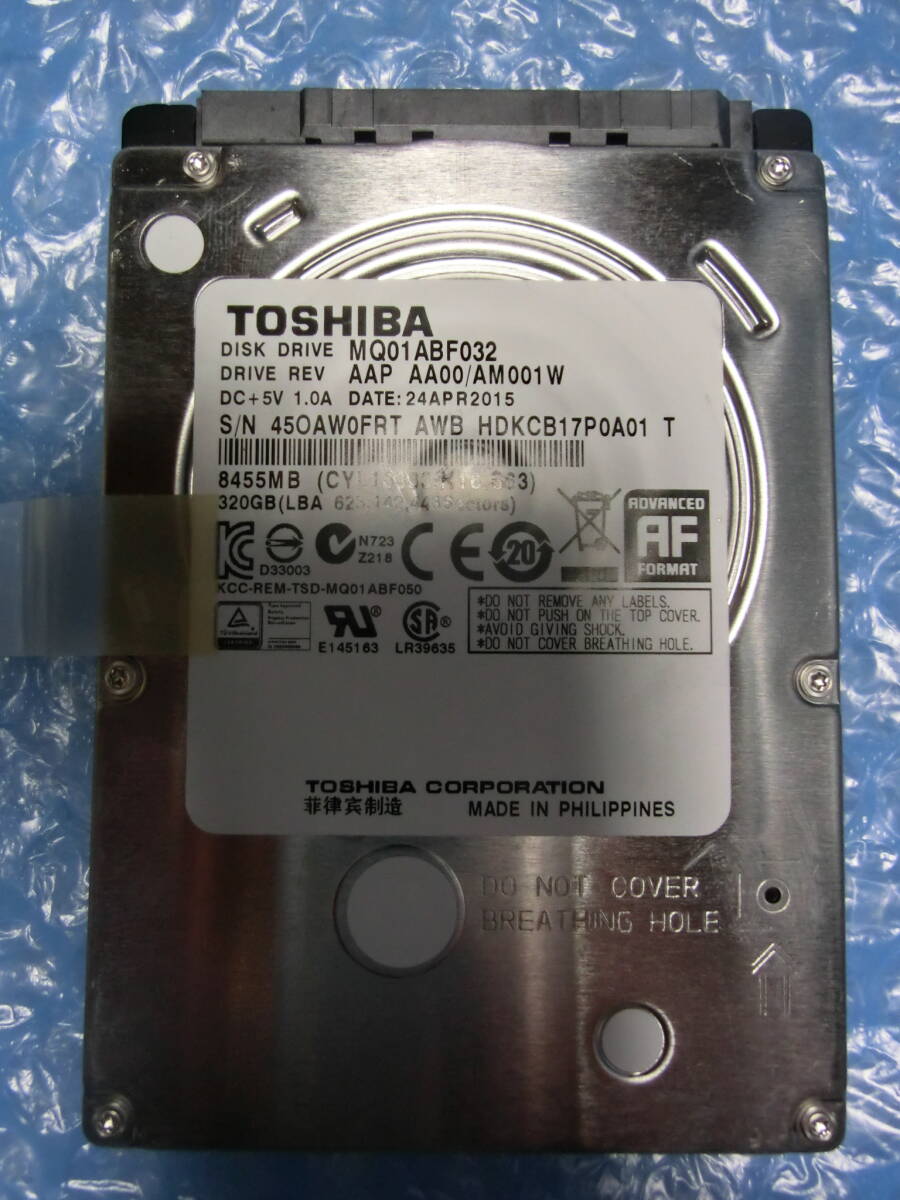 TOSHIBA
DISK DRIVE MQ01ABF032
DRIVE REV AAP AA00/AM001W
DC+5V 1.0A DATE:24APR2015
S/N 45OAW0FRT AWB HDKCB17P0A01 T
8455MB
320GB(LBA
D33003
N723
Z218
CE
20
ADVANCED
AF
FORMAT
KCC-REM-TSD-MQ01ABF050
E145163
LR39635
*DO NOT REMOVE ANY LABELS.
*DO NOT PUSH ON THE TOP COVER.
*AVOID GIVING SHOCK.
*DO NOT COVER BREATHING HOLE.
TOSHIBA CORPORATION
菲律宾制造 MADE IN PHILIPPINES
DO NOT COVER
BREATHING HOLE